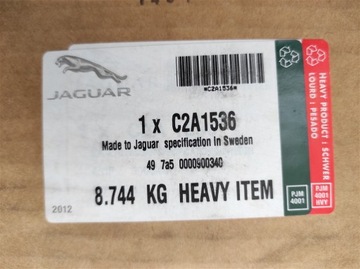 JAGUAR
*C2A1536*
1 x C2A1536
Made to Jaguar specification in Sweden
49 7a5 0000900340
8.744 KG HEAVY ITEM
2012
HEAVY PRODUCT / SCHWER
LOURD / PESADO
PJM
4001
PJM
4001